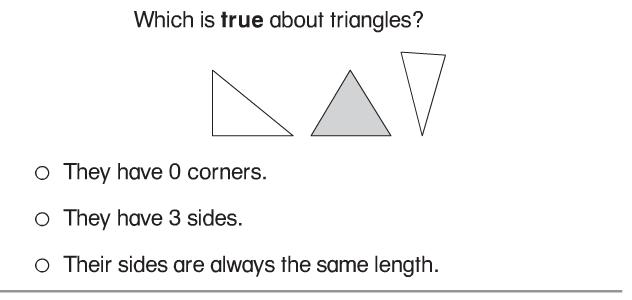 Which is true about triangles?
They have 0 corners.
They have 3 sides.
Their sides are always the same length.